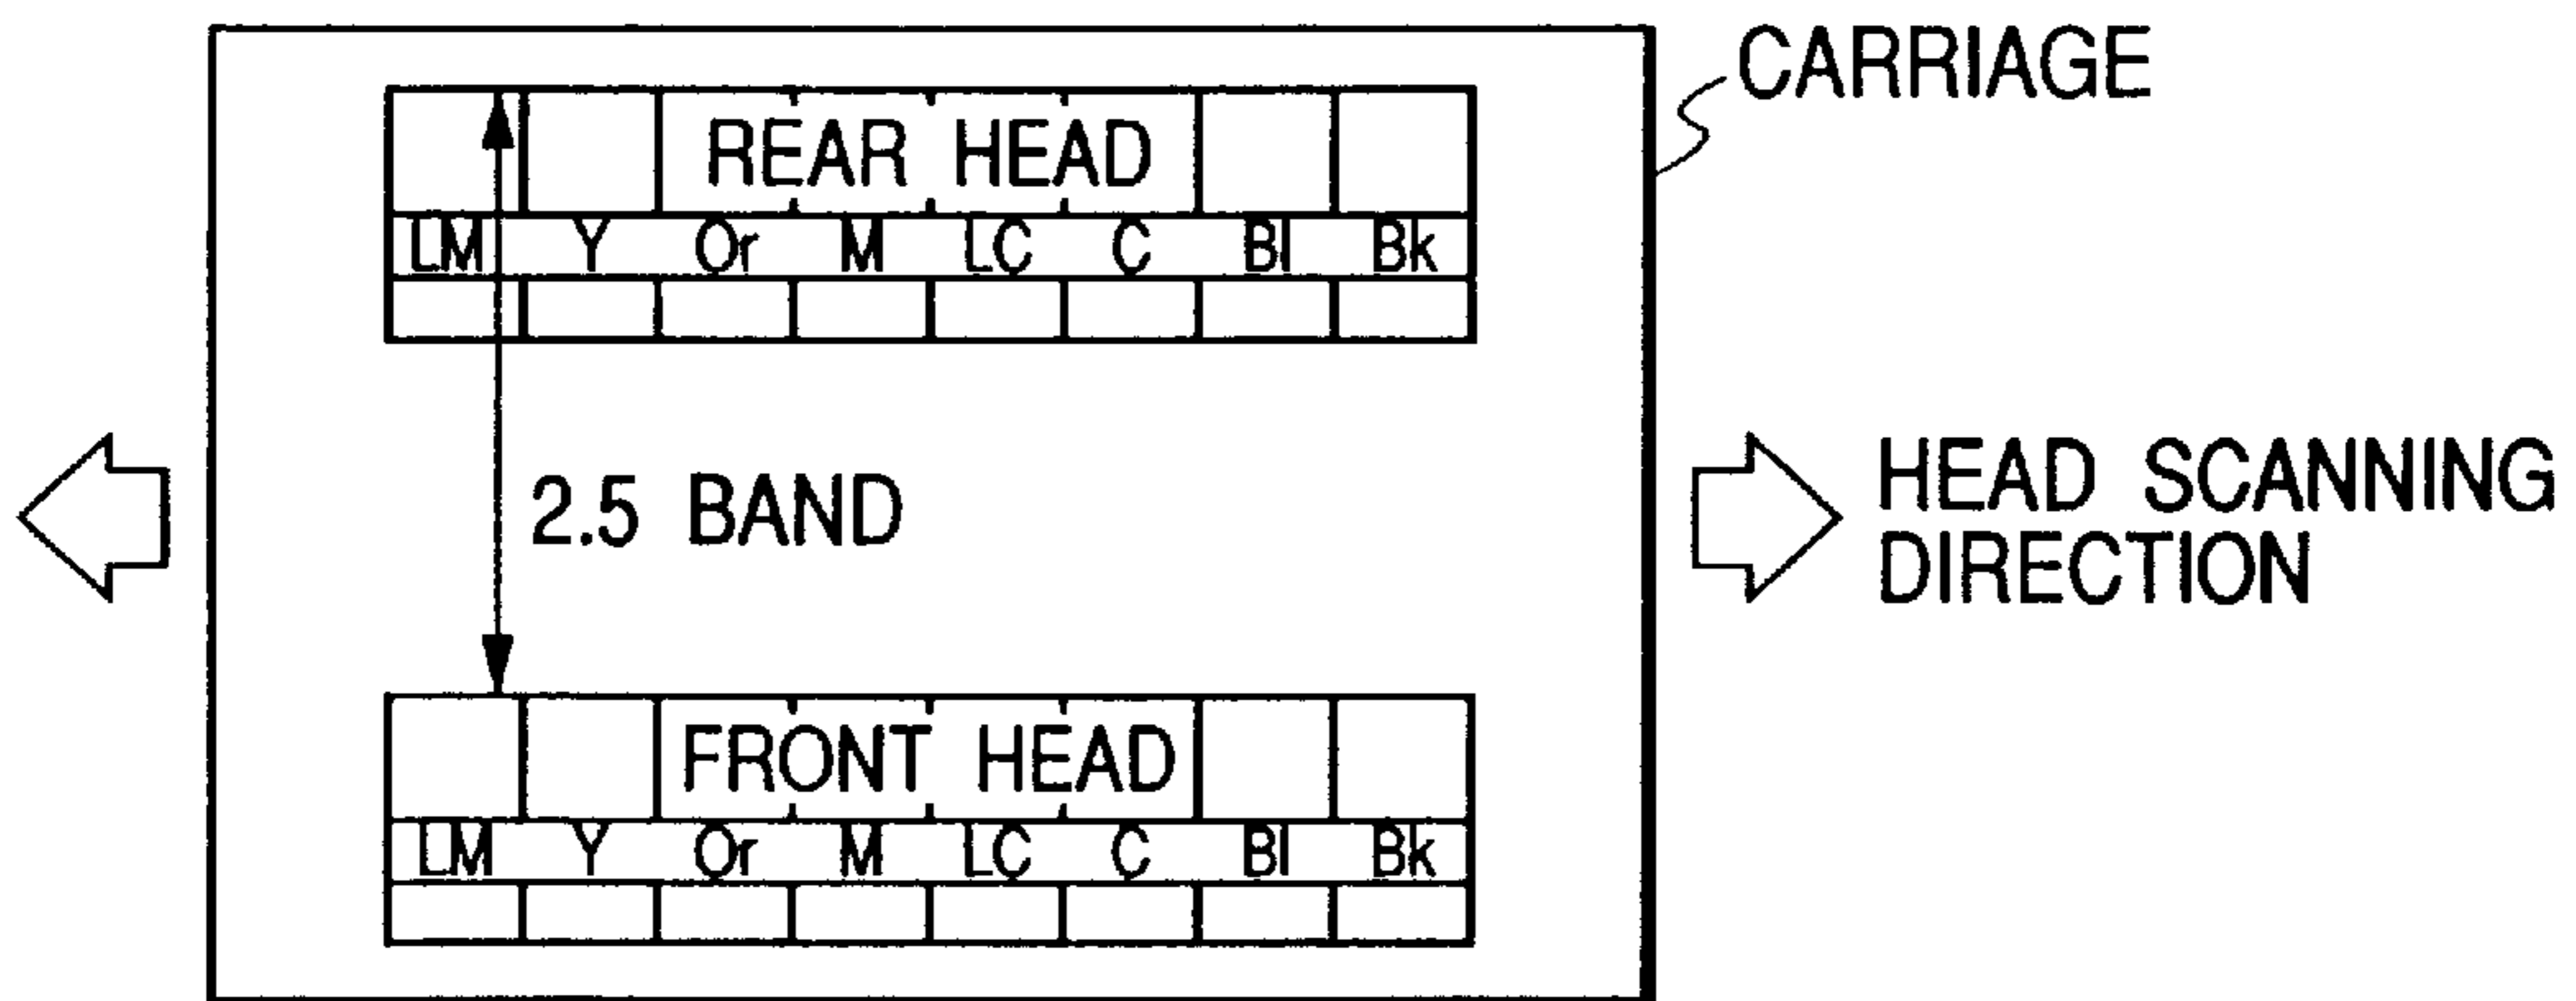 CARRIAGE
REAR HEAD
LM Y Or M LC C Bl Bk
2.5 BAND
HEAD SCANNING
DIRECTION
FRONT HEAD
LM Y Or M LC C Bl Bk